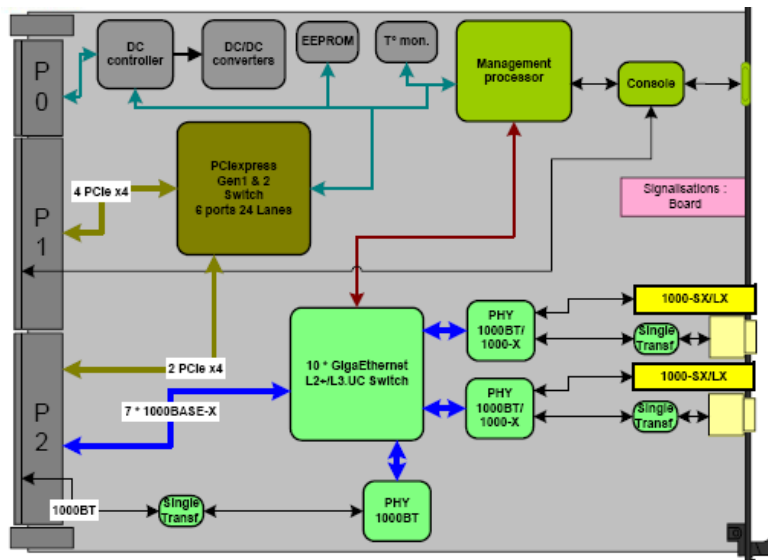 P
0
DC
controller
DC/DC
converters
EEPROM
T° mon.
Management
processor
Console
P
1
4 PCIe x4
PCIexpress
Gen1 & 2
Switch
6 ports 24 Lanes
Signalisations :
Board
P
2
2 PCIe x4
7 * 1000BASE-X
10 * GigaEthernet
L2+/L3.UC Switch
PHY
1000BT/
1000-X
1000-SX/LX
Single
Transf
PHY
1000BT/
1000-X
1000-SX/LX
Single
Transf
1000BT
Single
Transf
PHY
1000BT